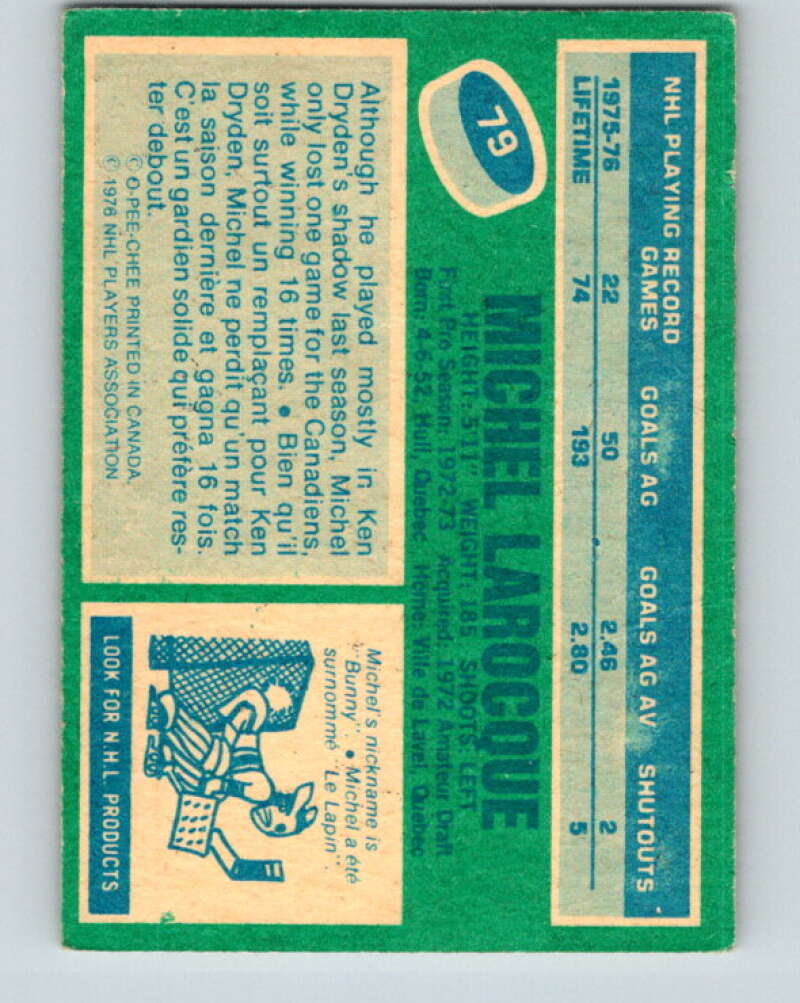 NHL PLAYING RECORD
GAMES GOALS AG GOALS AG AV SHUTOUTS
1975-76 22 50 2.46 2
LIFETIME 74 193 2.80 5
79
MICHEL LAROCQUE
HEIGHT: 5'11" WEIGHT: 185 SHOOTS LEFT
First Pro Season: 1972-73 Acquired: 1972 Amateur Draft
Born: 4-6-52, Hull, Quebec Home: Ville de Laval, Quebec
Although he played mostly in Ken
Dryden's shadow last season, Michel
only lost one game for the Canadiens,
while winning 16 times. • Bien qu'il
soit surtout un remplaçant pour Ken
Dryden, Michel ne perdit qu'un match
la saison dernière et gagna 16 fois.
C'est un gardien solide qui préfère res-
ter debout.
© O-PEE-CHEE PRINTED IN CANADA
© 1976 NHL PLAYERS ASSOCIATION
Michel's nickname is
"Bunny". • Michel a été
surnommé "Le Lapin".
LOOK FOR N.H.L. PRODUCTS